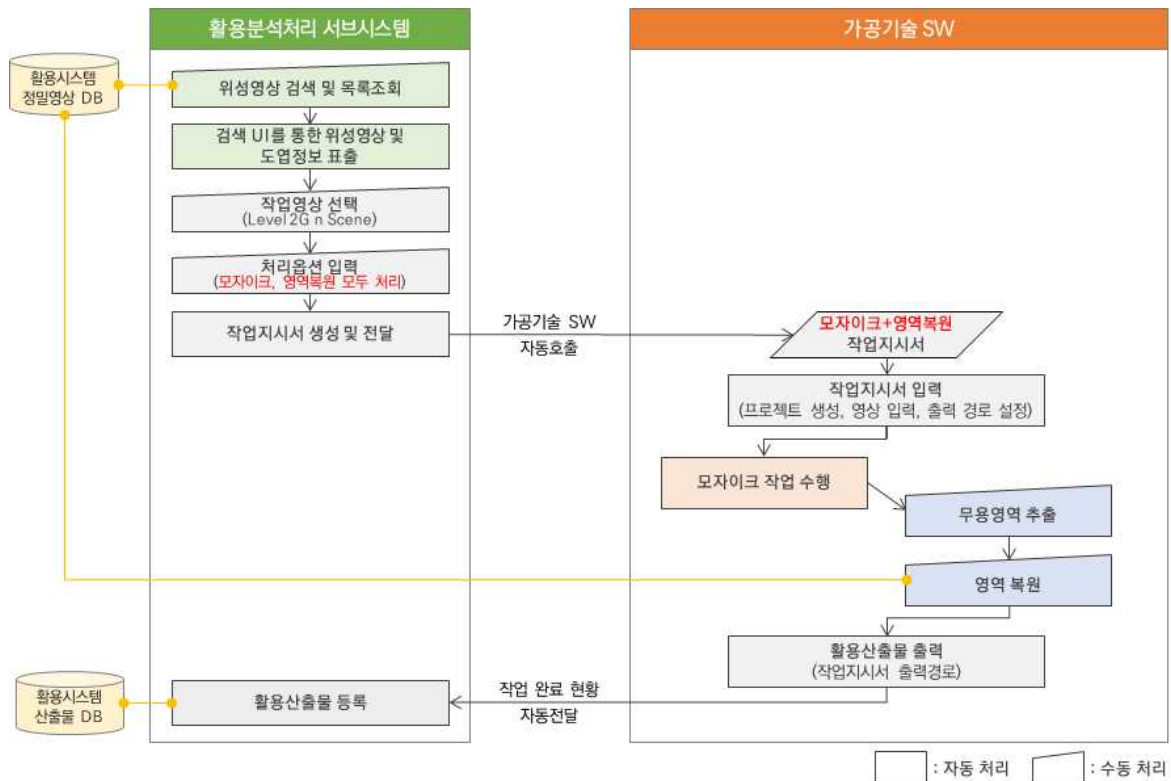 활용분석처리 서브시스템
가공기술 SW
활용시스템
정밀영상 DB
위성영상 검색 및 목록조회
검색 UI를 통한 위성영상 및
도엽정보 표출
작업영상 선택
(Level 2G n Scene)
처리옵션 입력
(모자이크, 영역복원 모두 처리)
작업지시서 생성 및 전달
가공기술 SW
자동호출
모자이크+영역복원
작업지시서
작업지시서 입력
(프로젝트 생성, 영상 입력, 출력 경로 설정)
모자이크 작업 수행
무용영역 추출
영역 복원
활용산출물 출력
(작업지시서 출력경로)
작업 완료 현황
자동전달
활용산출물 등록
활용시스템
산출물 DB
: 자동 처리
: 수동 처리